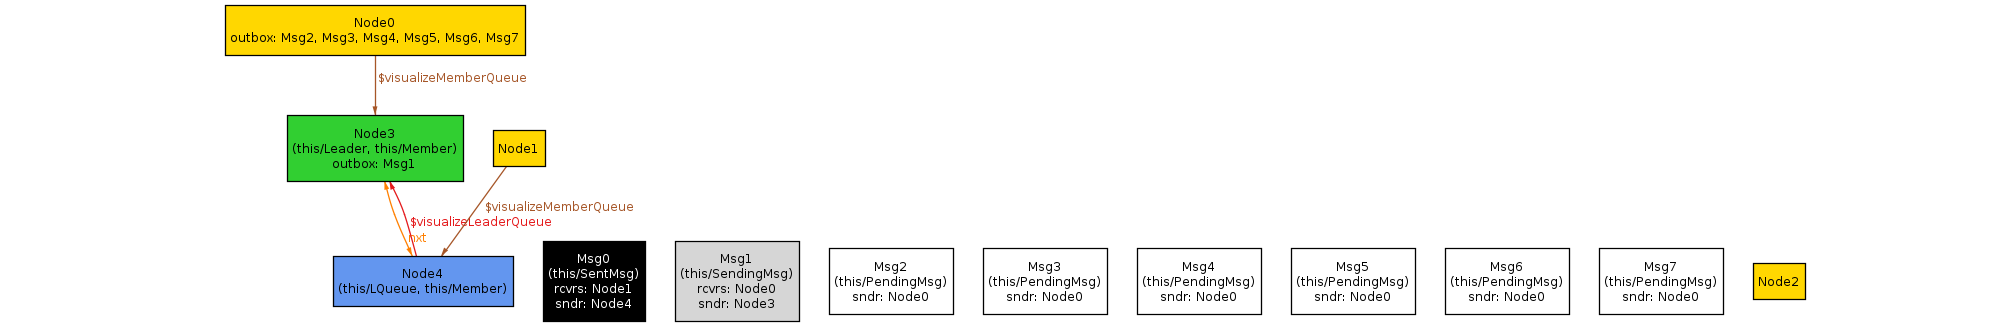 Node0
outbox: Msg2, Msg3, Msg4, Msg5, Msg6, Msg7
$visualizeMemberQueue
Node3
(this/Leader, this/Member)
outbox: Msg1
Node1
$visualizeMemberQueue
$visualizeLeaderQueue
nxt
Node4
(this/LQueue, this/Member)
Msg0
(this/SentMsg)
rcvrs: Node1
sndr: Node4
Msg1
(this/SendingMsg)
rcvrs: Node0
sndr: Node3
Msg2
(this/PendingMsg)
sndr: Node0
Msg3
(this/PendingMsg)
sndr: Node0
Msg4
(this/PendingMsg)
sndr: Node0
Msg5
(this/PendingMsg)
sndr: Node0
Msg6
(this/PendingMsg)
sndr: Node0
Msg7
(this/PendingMsg)
sndr: Node0
Node2